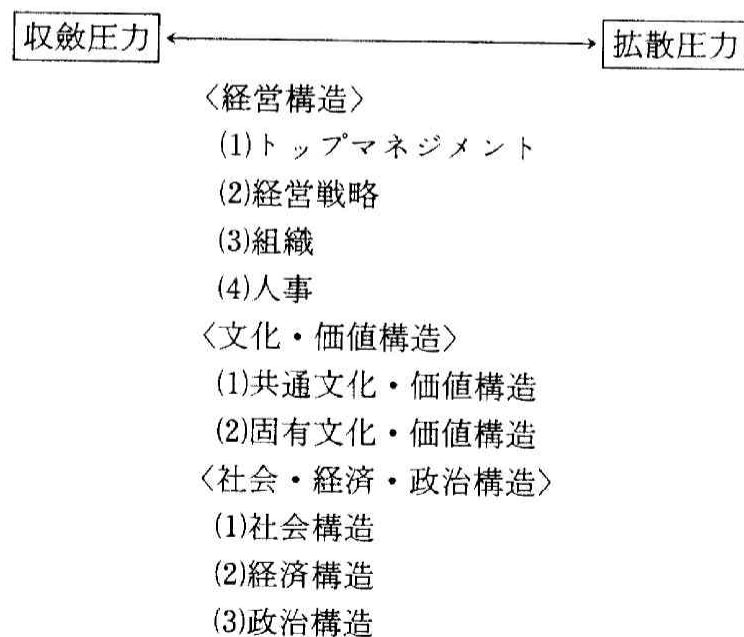 収斂圧力 ←→ 拡散圧力
〈経営構造〉
(1)トップマネジメント
(2)経営戦略
(3)組織
(4)人事
〈文化・価値構造〉
(1)共通文化・価値構造
(2)固有文化・価値構造
〈社会・経済・政治構造〉
(1)社会構造
(2)経済構造
(3)政治構造